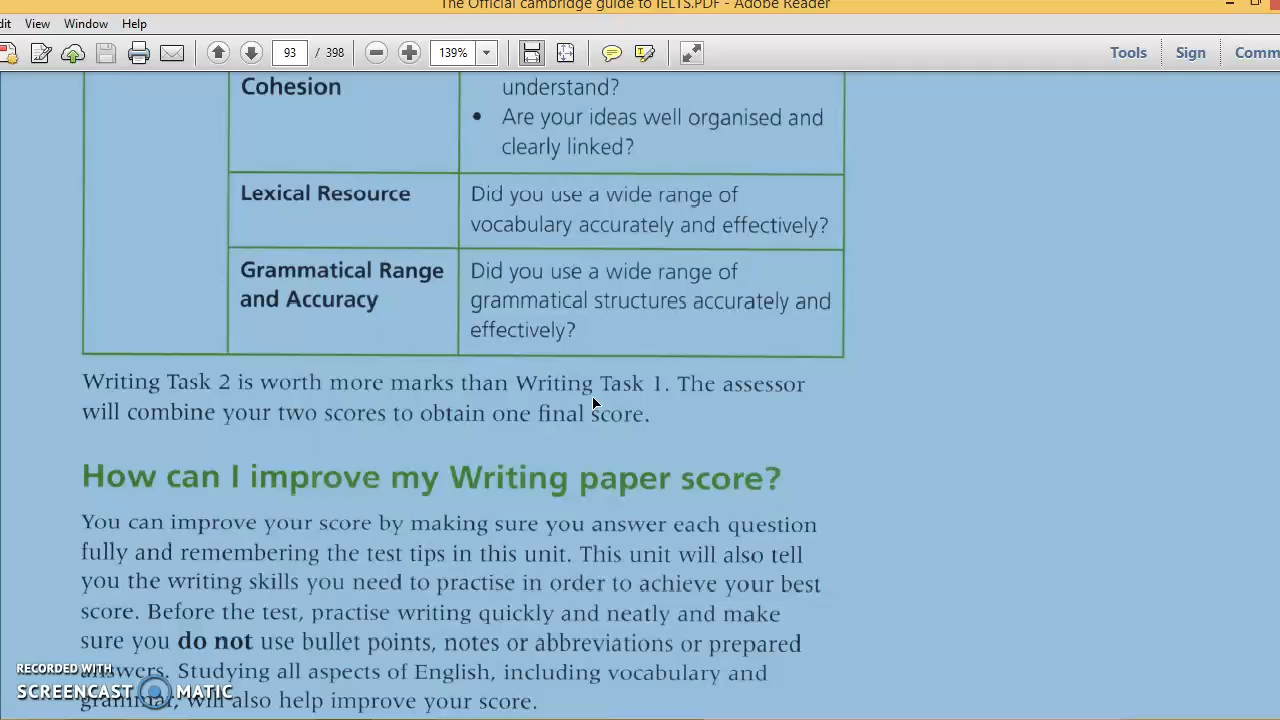 The Official cambridge guide to IELTS.PDF - Adobe Reader
dit View Window Help
93 / 398 139% Tools Sign Comm
Cohesion
understand?
• Are your ideas well organised and
clearly linked?
Lexical Resource
Did you use a wide range of
vocabulary accurately and effectively?
Grammatical Range
and Accuracy
Did you use a wide range of
grammatical structures accurately and
effectively?
Writing Task 2 is worth more marks than Writing Task 1. The assessor
will combine your two scores to obtain one final score.
How can I improve my Writing paper score?
You can improve your score by making sure you answer each question
fully and remembering the test tips in this unit. This unit will also tell
you the writing skills you need to practise in order to achieve your best
score. Before the test, practise writing quickly and neatly and make
sure you do not use bullet points, notes or abbreviations or prepared
answers. Studying all aspects of English, including vocabulary and
grammar, will also help improve your score.
RECORDED WITH
SCREENCAST MATIC